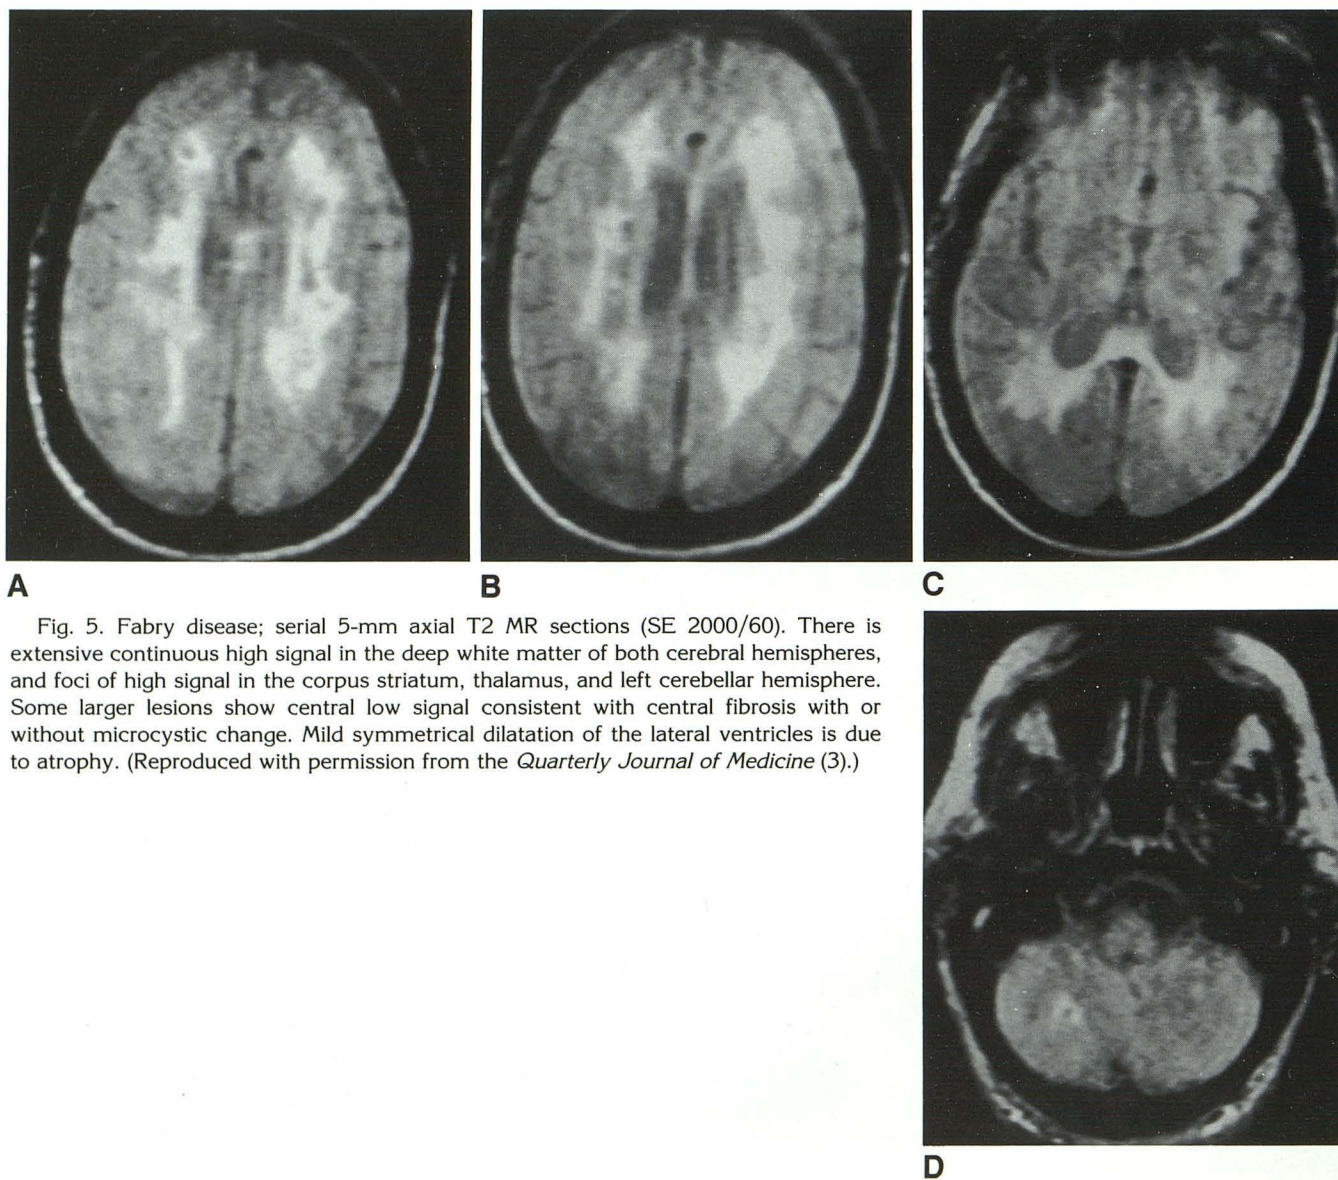 A
B
C
Fig. 5. Fabry disease; serial 5-mm axial T2 MR sections (SE 2000/60). There is
extensive continuous high signal in the deep white matter of both cerebral hemispheres,
and foci of high signal in the corpus striatum, thalamus, and left cerebellar hemisphere.
Some larger lesions show central low signal consistent with central fibrosis with or
without microcystic change. Mild symmetrical dilatation of the lateral ventricles is due
to atrophy. (Reproduced with permission from the Quarterly Journal of Medicine (3).)
D